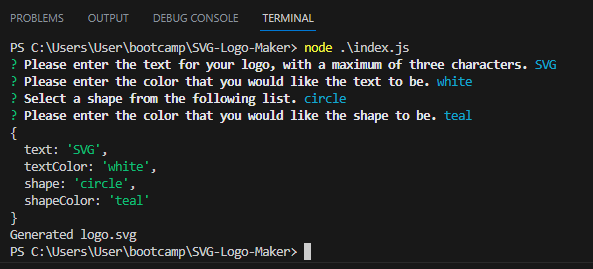 PROBLEMS OUTPUT DEBUG CONSOLE TERMINAL
PS C:\Users\User\bootcamp\SVG-Logo-Maker> node .\index.js
? Please enter the text for your logo, with a maximum of three characters. SVG
? Please enter the color that you would like the text to be. white
? Select a shape from the following list. circle
? Please enter the color that you would like the shape to be. teal
{
  text: 'SVG',
  textColor: 'white',
  shape: 'circle',
  shapeColor: 'teal'
}
Generated logo.svg
PS C:\Users\User\bootcamp\SVG-Logo-Maker>